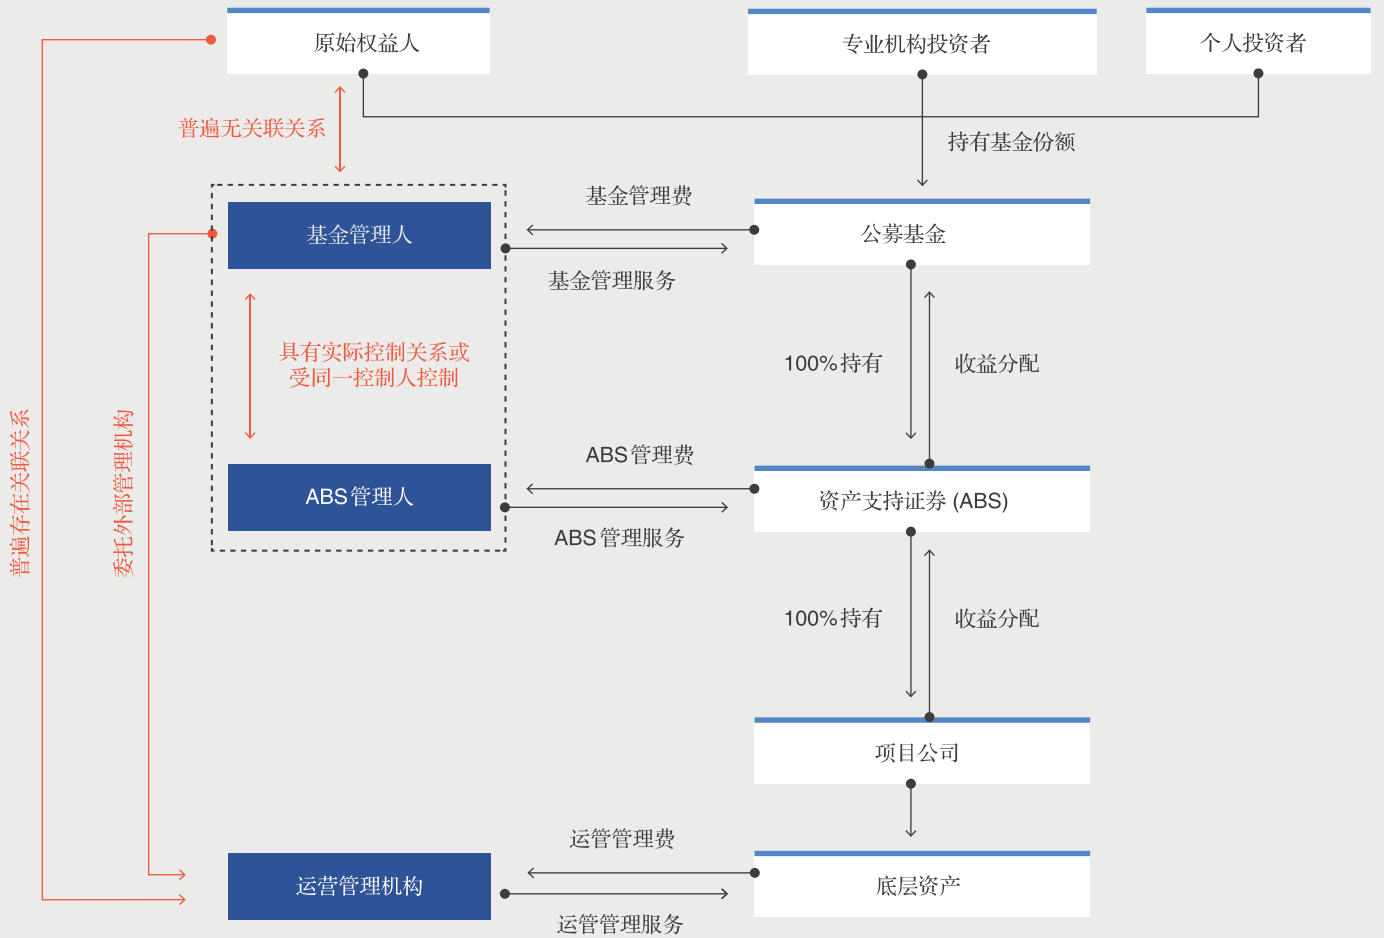 原始权益人
专业机构投资者
个人投资者
普遍无关联关系
持有基金份额
基金管理费
基金管理人
公募基金
基金管理服务
具有实际控制关系或
受同一控制人控制
100%持有
收益分配
普遍存在关联关系
委托外部管理机构
ABS管理费
ABS管理人
资产支持证券 (ABS)
ABS管理服务
100%持有
收益分配
项目公司
运管管理费
运营管理机构
底层资产
运管管理服务